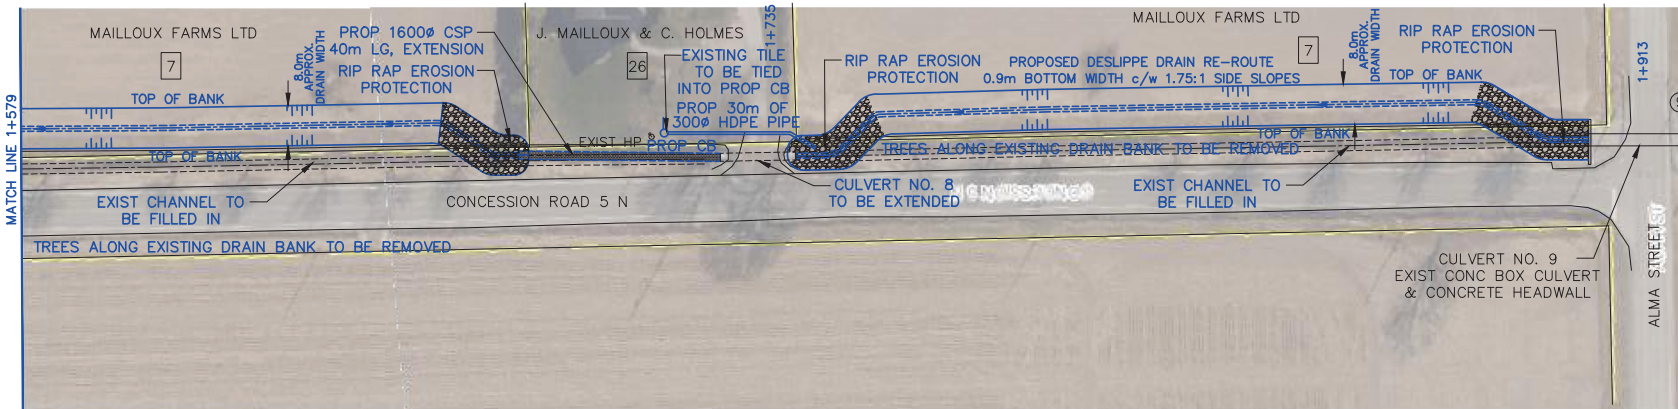 MATCH LINE 1+579
MAILLOUX FARMS LTD
7
8.0m
APPROX.
DRAIN WIDTH
TOP OF BANK
TOP OF BANK
EXIST CHANNEL TO
BE FILLED IN
TREES ALONG EXISTING DRAIN BANK TO BE REMOVED
PROP 1600ø CSP
40m LG, EXTENSION
RIP RAP EROSION
PROTECTION
J. MAILLOUX & C. HOLMES
26
1+735
EXISTING TILE
TO BE TIED
INTO PROP CB
PROP 30m OF
300ø HDPE PIPE
EXIST HP
PROP CB
CONCESSION ROAD 5 N
CULVERT NO. 8
TO BE EXTENDED
RIP RAP EROSION
PROTECTION
MAILLOUX FARMS LTD
7
PROPOSED DESLIPPE DRAIN RE-ROUTE
0.9m BOTTOM WIDTH c/w 1.75:1 SIDE SLOPES
8.0m
APPROX.
DRAIN WIDTH
TOP OF BANK
RIP RAP EROSION
PROTECTION
1+913
TOP OF BANK
TREES ALONG EXISTING DRAIN BANK TO BE REMOVED
EXIST CHANNEL TO
BE FILLED IN
CULVERT NO. 9
EXIST CONC BOX CULVERT
& CONCRETE HEADWALL
ALMA STREET